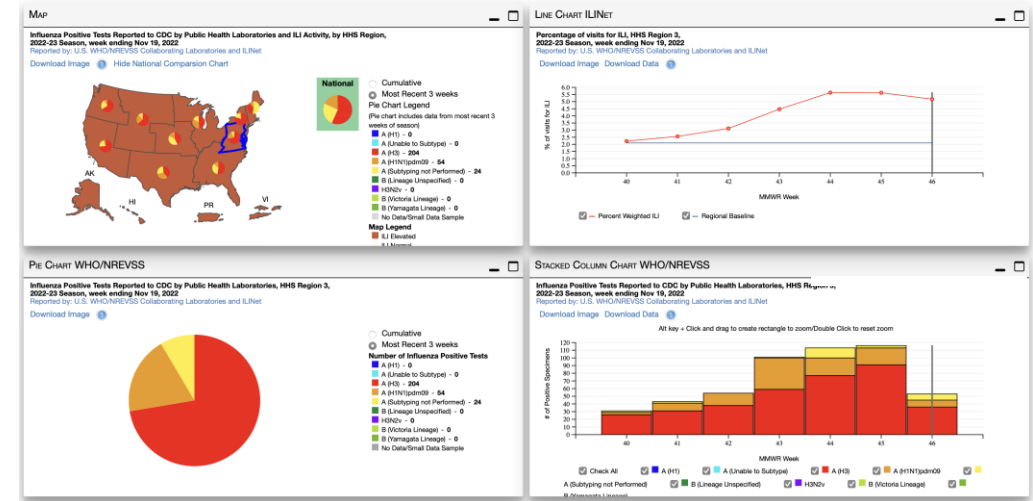 MAP
Influenza Positive Tests Reported to CDC by Public Health Laboratories and ILI Activity, by HHS Region,
2022-23 Season, week ending Nov 19, 2022
Reported by: U.S. WHO/NREVSS Collaborating Laboratories and ILINet
Download Image Hide National Comparsion Chart
National
Cumulative
Most Recent 3 weeks
Pie Chart Legend
(Pie chart includes data from most recent 3
weeks of season)
A (H1) - 0
A (Unable to Subtype) - 0
A (H3) - 204
A (H1N1)pdm09 - 54
A (Subtyping not Performed) - 24
B (Lineage Unspecified) - 0
H3N2v - 0
B (Victoria Lineage) - 0
B (Yamagata Lineage) - 0
No Data/Small Data Sample
Map Legend
ILI Elevated
ILI Normal
AK
HI
PR
VI
LINE CHART ILINET
Percentage of visits for ILI, HHS Region 3,
2022-23 Season, week ending Nov 19, 2022
Reported by: U.S. WHO/NREVSS Collaborating Laboratories and ILINet
Download Image Download Data
% of visits for ILI
6.0
5.5
5.0
4.5
4.0
3.5
3.0
2.5
2.0
1.5
1.0
0.5
0.0
40 41 42 43 44 45 46
MMWR Week
Percent Weighted ILI Regional Baseline
PIE CHART WHO/NREVSS
Influenza Positive Tests Reported to CDC by Public Health Laboratories, HHS Region 3,
2022-23 Season, week ending Nov 19, 2022
Reported by: U.S. WHO/NREVSS Collaborating Laboratories and ILINet
Download Image
Cumulative
Most Recent 3 weeks
Number of Influenza Positive Tests
A (H1) - 0
A (Unable to Subtype) - 0
A (H3) - 204
A (H1N1)pdm09 - 54
A (Subtyping not Performed) - 24
B (Lineage Unspecified) - 0
H3N2v - 0
B (Victoria Lineage) - 0
B (Yamagata Lineage) - 0
No Data/Small Data Sample
STACKED COLUMN CHART WHO/NREVSS
Influenza Positive Tests Reported to CDC by Public Health Laboratories, HHS Region 3,
2022-23 Season, week ending Nov 19, 2022
Reported by: U.S. WHO/NREVSS Collaborating Laboratories and ILINet
Download Image Download Data
Alt key + Click and drag to create rectangle to zoom/Double Click to reset zoom
# of Positive Specimens
120
110
100
90
80
70
60
50
40
30
20
10
0
40 41 42 43 44 45 46
MMWR Week
Check All A (H1) A (Unable to Subtype) A (H3) A (H1N1)pdm09
A (Subtyping not Performed) B (Lineage Unspecified) H3N2v B (Victoria Lineage)
B (Yamagata Lineage)